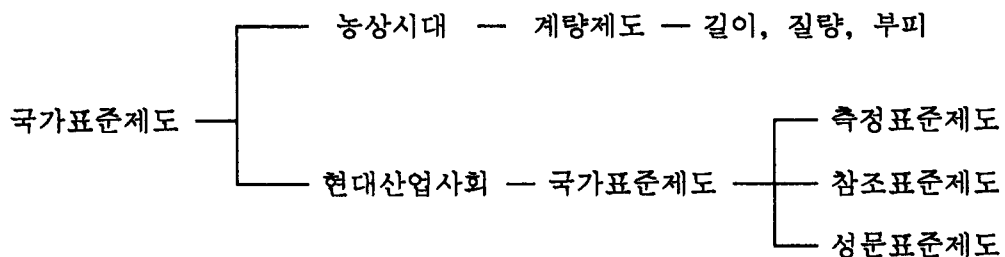 농상시대 — 계량제도 — 길이, 질량, 부피
국가표준제도
측정표준제도
현대산업사회 — 국가표준제도 — 참조표준제도
성문표준제도